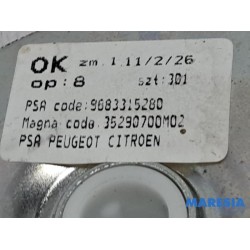 OK zm.1.11/2/26
op:8 szt:301
PSA code:9683315280
Magna code.35290700M02
PSA PEUGEOT CITROEN
MARESIA